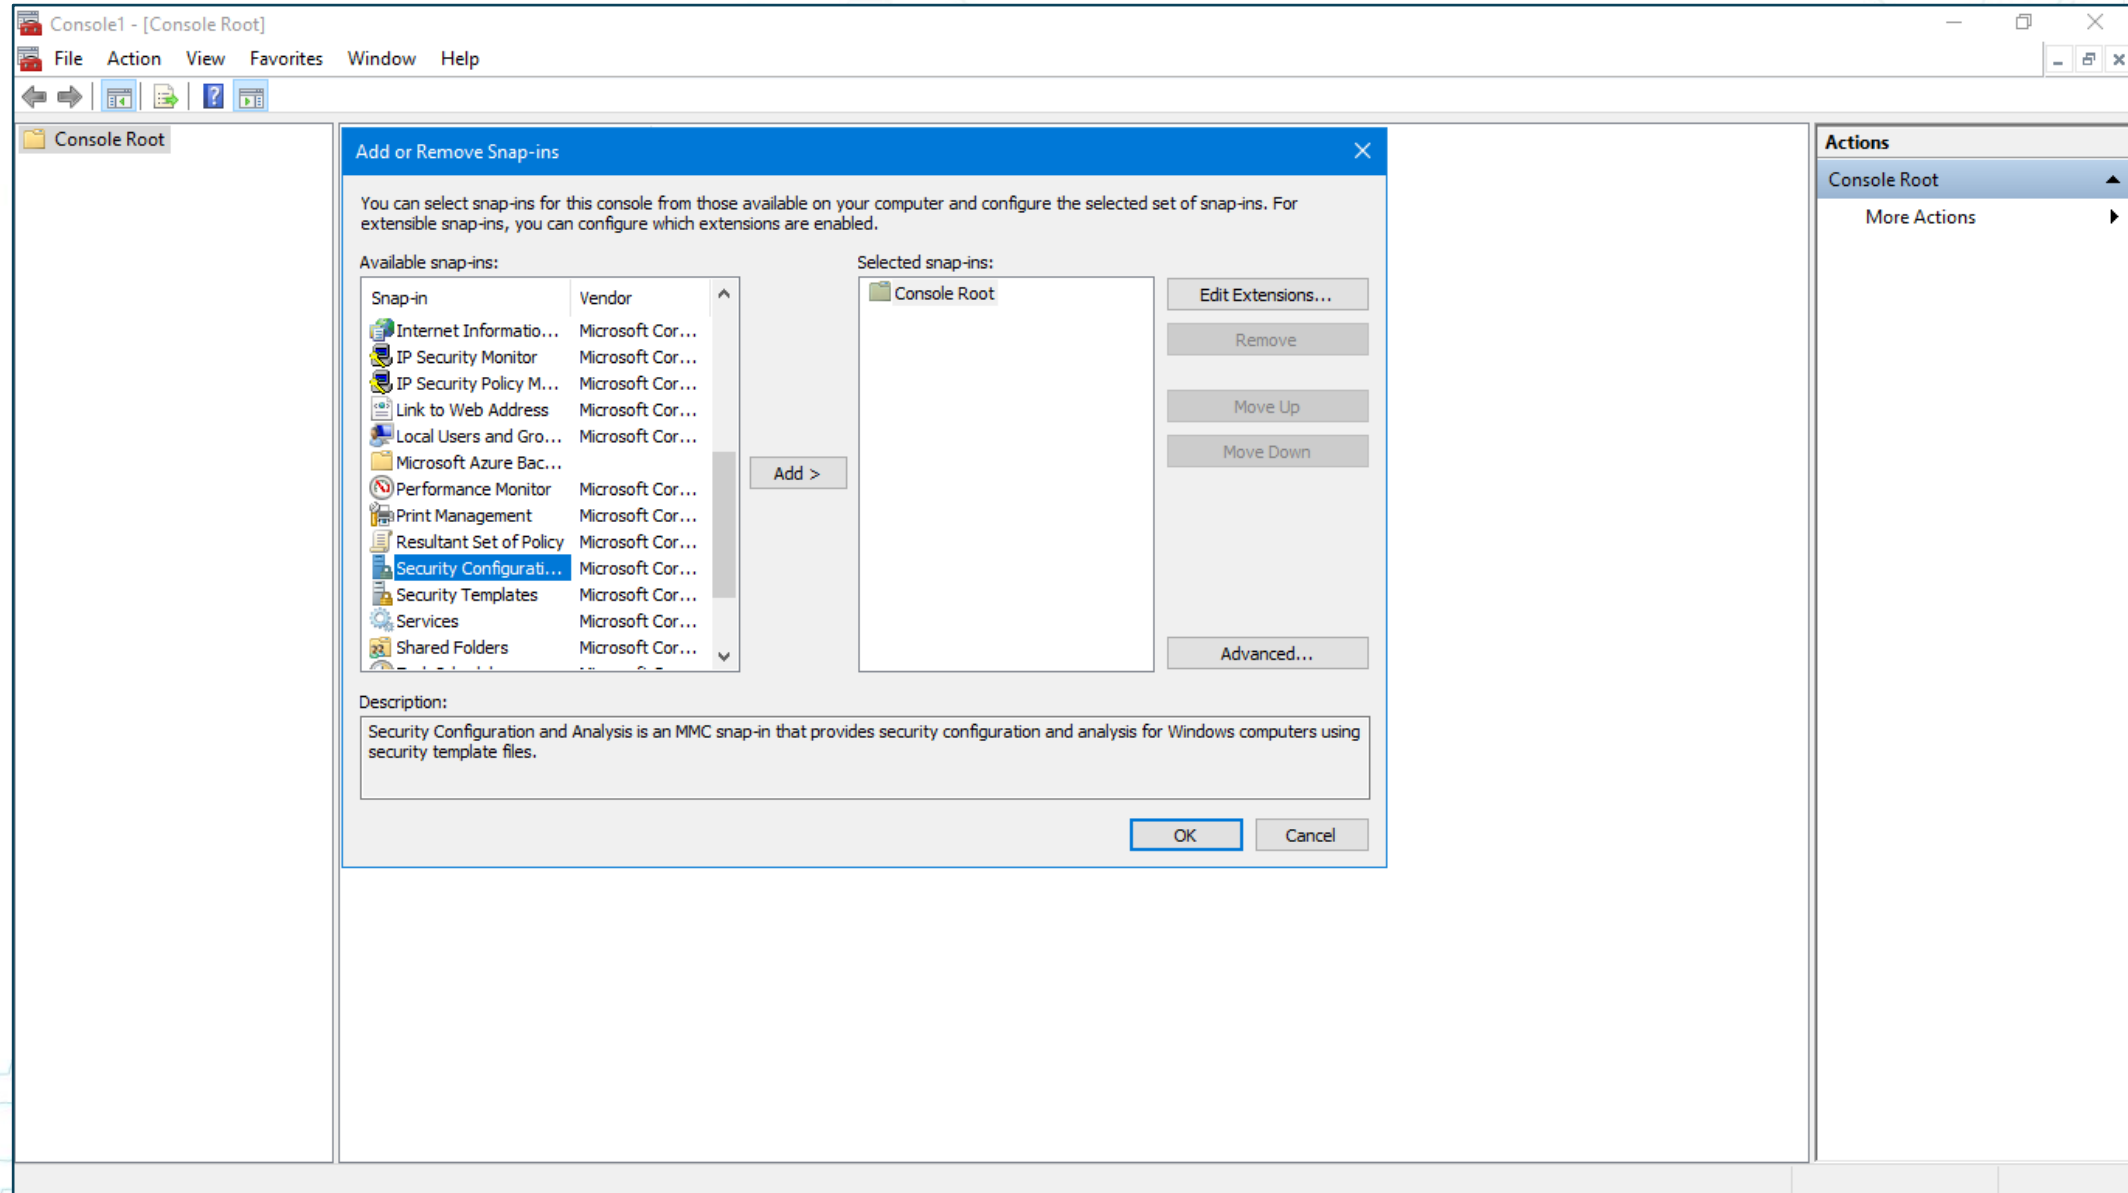 Console1 - [Console Root]
File Action View Favorites Window Help
Console Root
Add or Remove Snap-ins
You can select snap-ins for this console from those available on your computer and configure the selected set of snap-ins. For
extensible snap-ins, you can configure which extensions are enabled.
Available snap-ins:
Snap-in Vendor
Internet Informatio... Microsoft Cor...
IP Security Monitor Microsoft Cor...
IP Security Policy M... Microsoft Cor...
Link to Web Address Microsoft Cor...
Local Users and Gro... Microsoft Cor...
Microsoft Azure Bac...
Performance Monitor Microsoft Cor...
Print Management Microsoft Cor...
Resultant Set of Policy Microsoft Cor...
Security Configurati... Microsoft Cor...
Security Templates Microsoft Cor...
Services Microsoft Cor...
Shared Folders Microsoft Cor...
Add >
Selected snap-ins:
Console Root
Edit Extensions...
Remove
Move Up
Move Down
Advanced...
Description:
Security Configuration and Analysis is an MMC snap-in that provides security configuration and analysis for Windows computers using
security template files.
OK Cancel
Actions
Console Root
More Actions